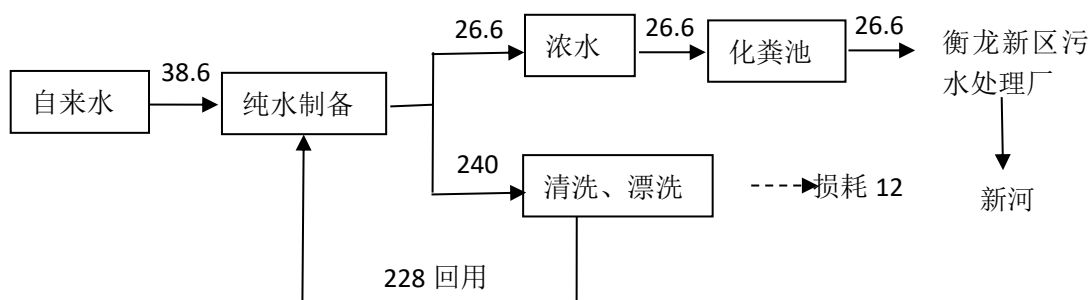 26.6
浓水
26.6
化粪池
26.6
衡龙新区污
水处理厂
自来水
38.6
纯水制备
240
清洗、漂洗
损耗 12
新河
228 回用